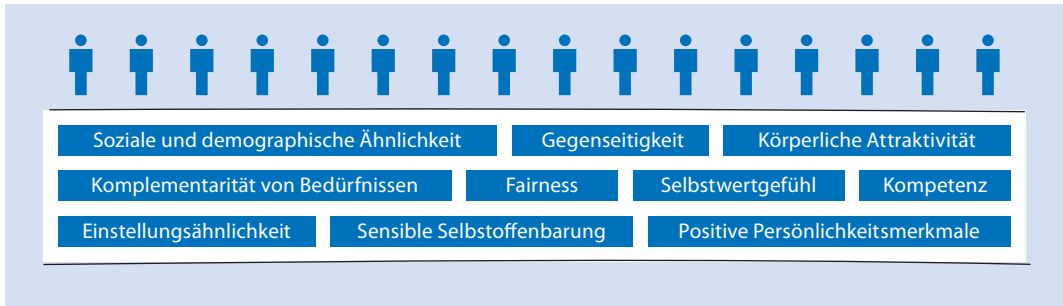 Soziale und demographische Ähnlichkeit Gegenseitigkeit Körperliche Attraktivität
Komplementarität von Bedürfnissen Fairness Selbstwertgefühl Kompetenz
Einstellungsähnlichkeit Sensible Selbstoffenbarung Positive Persönlichkeitsmerkmale